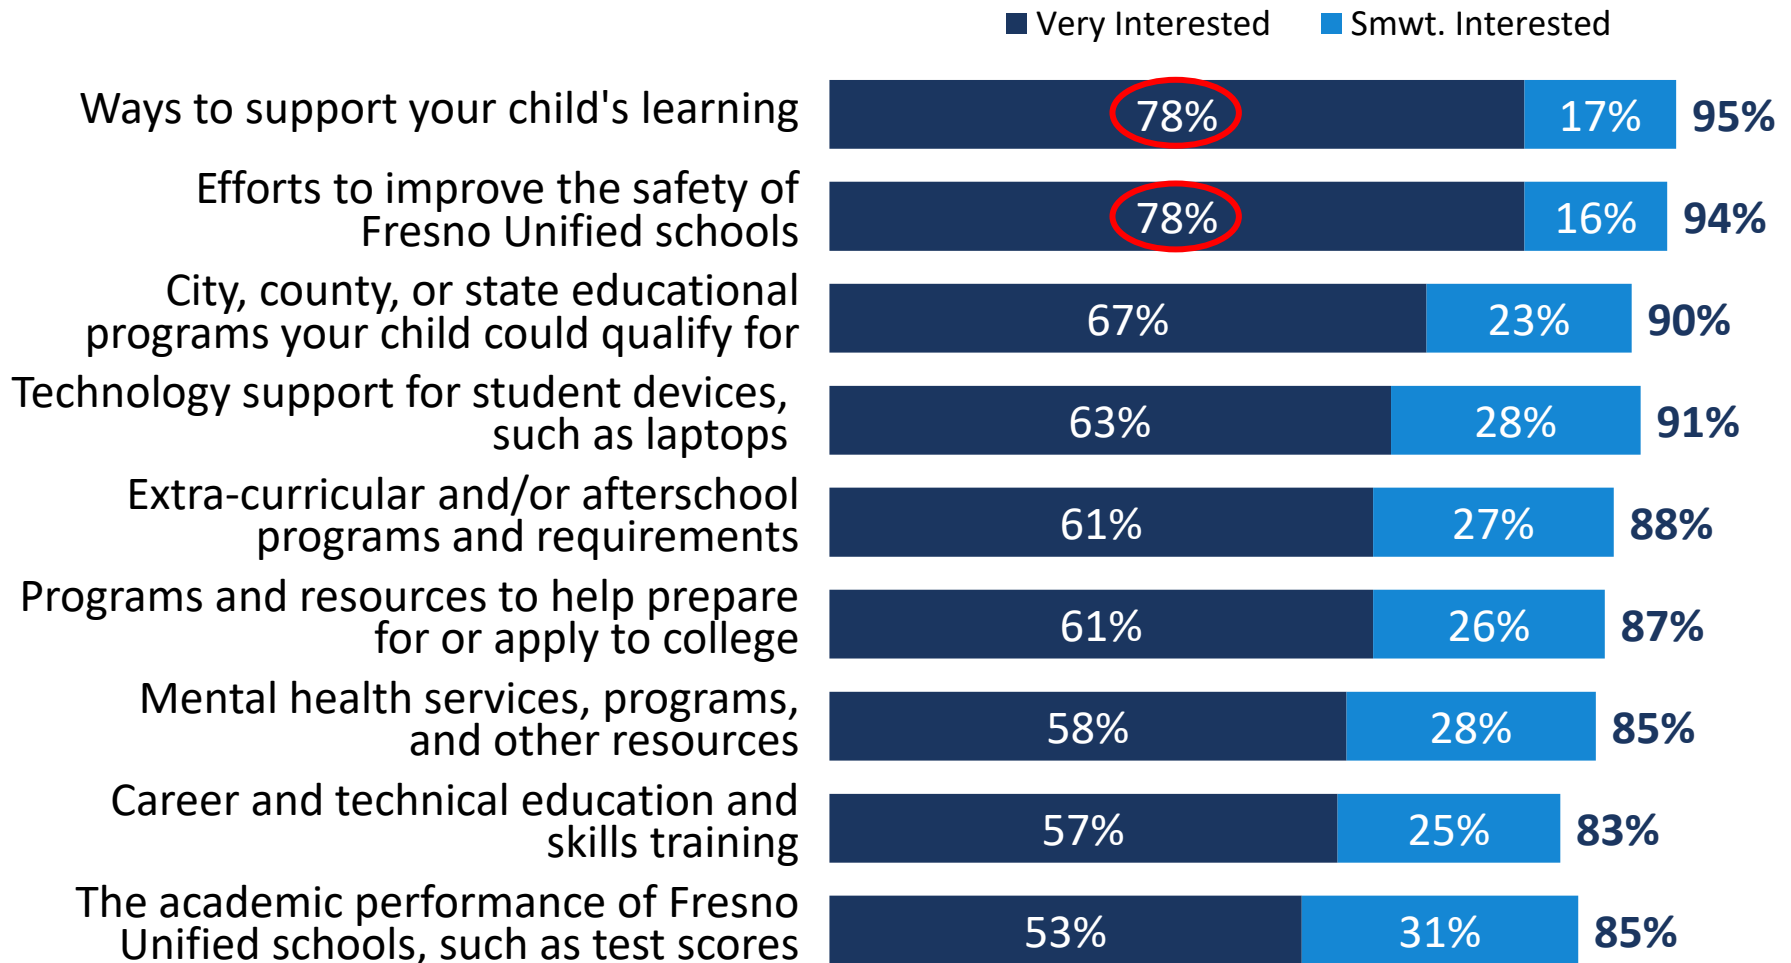 Very Interested Smwt. Interested
Ways to support your child's learning 78% 17% 95%
Efforts to improve the safety of
Fresno Unified schools 78% 16% 94%
City, county, or state educational
programs your child could qualify for 67% 23% 90%
Technology support for student devices,
such as laptops 63% 28% 91%
Extra-curricular and/or afterschool
programs and requirements 61% 27% 88%
Programs and resources to help prepare
for or apply to college 61% 26% 87%
Mental health services, programs,
and other resources 58% 28% 85%
Career and technical education and
skills training 57% 25% 83%
The academic performance of Fresno
Unified schools, such as test scores 53% 31% 85%